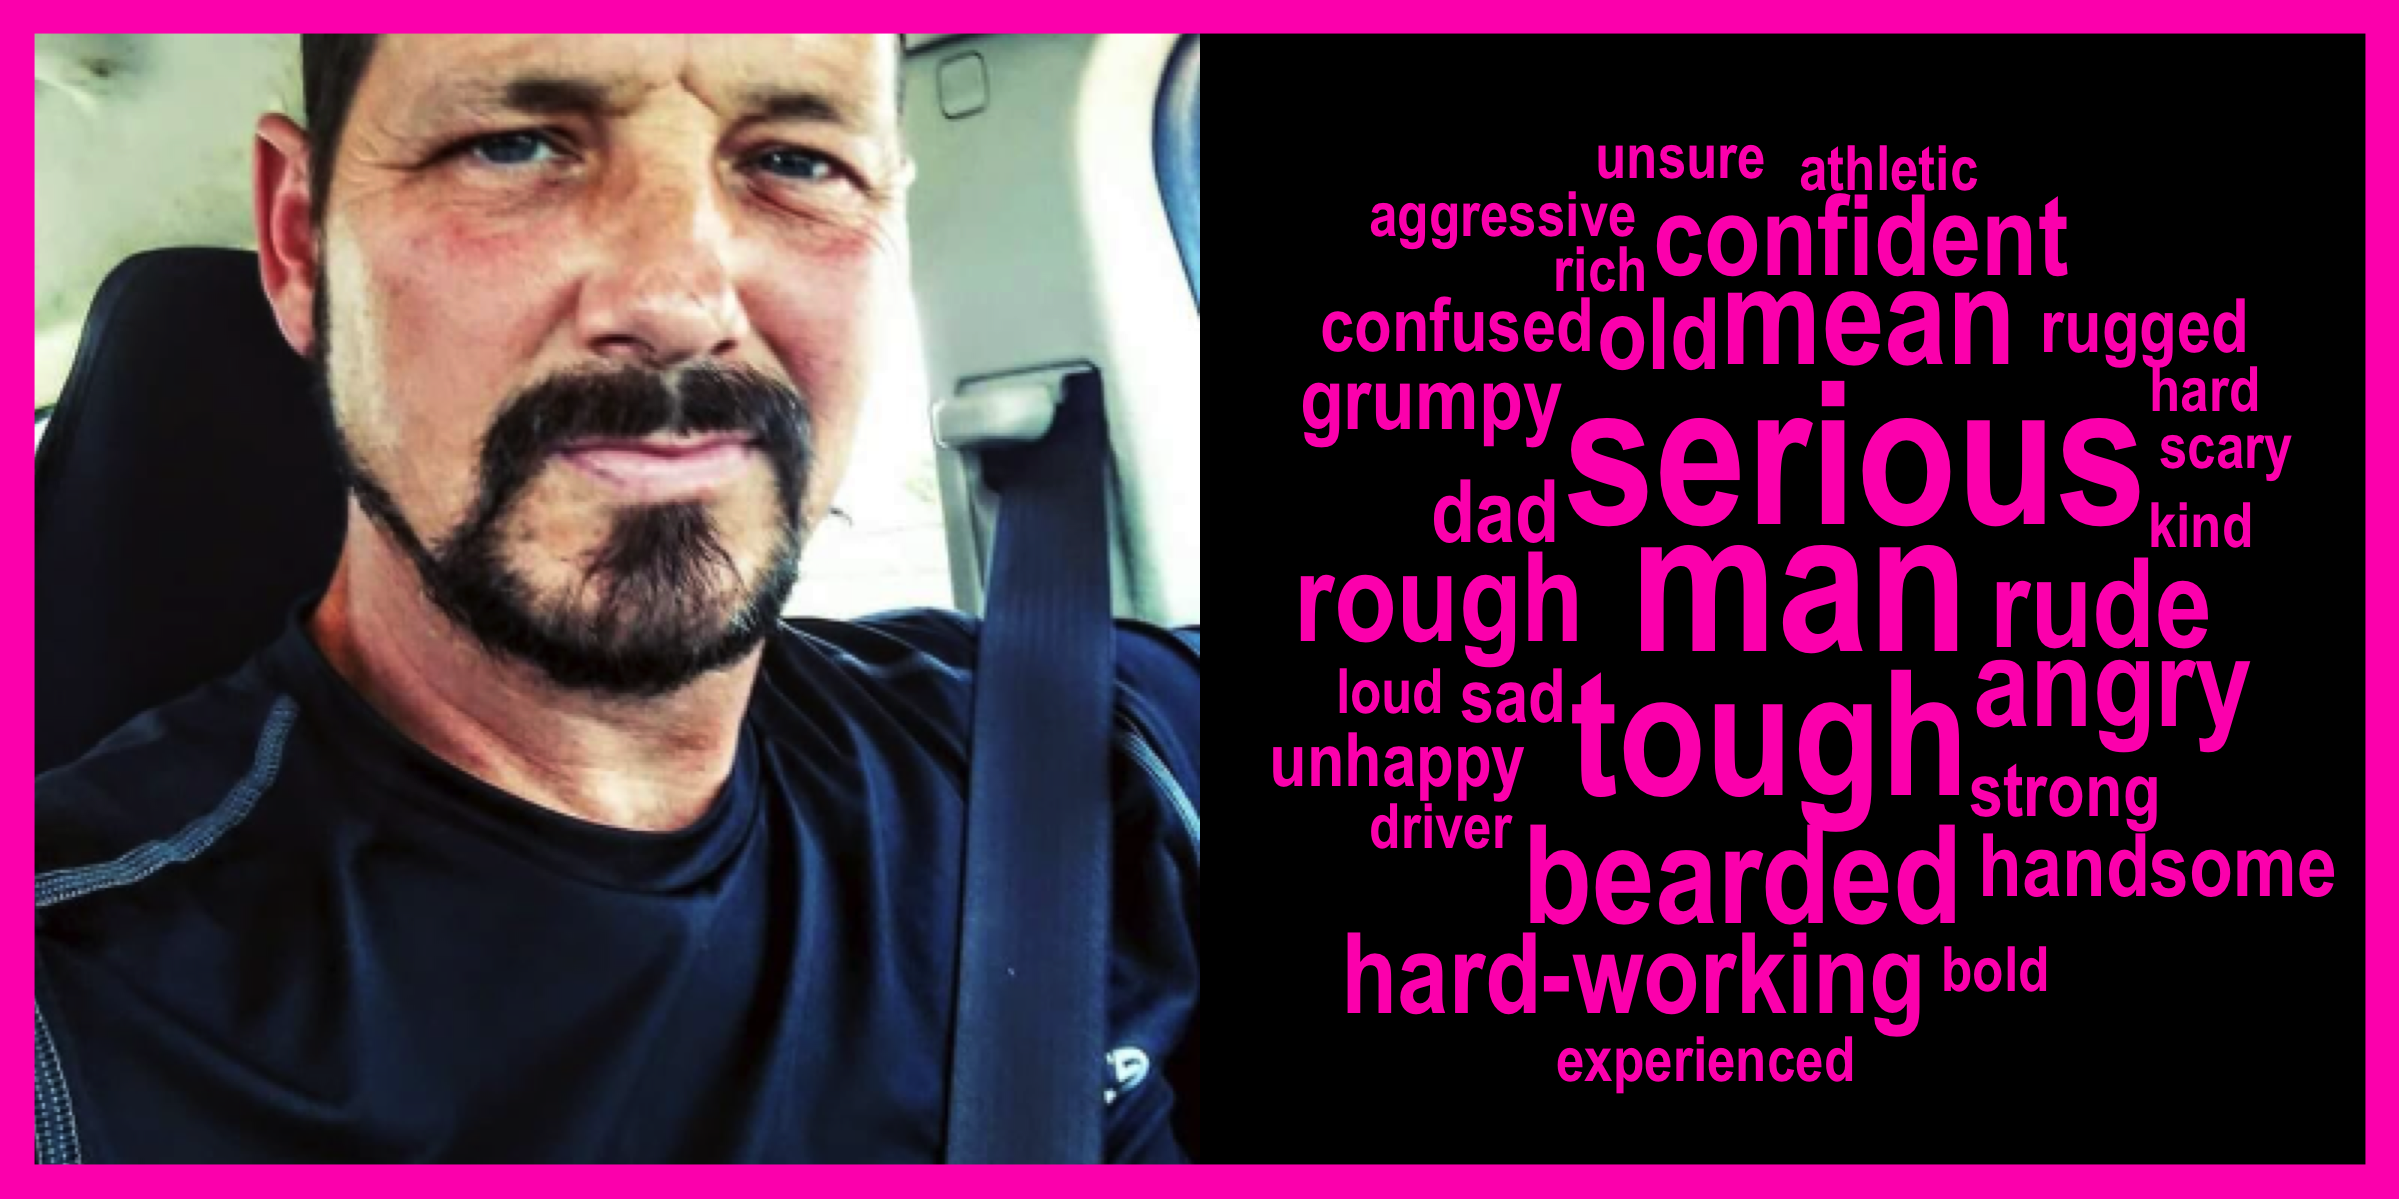 unsure athletic
aggressive confident
rich
confused old mean rugged
grumpy hard
serious scary
dad kind
rough man rude
loud sad tough angry
unhappy strong
driver bearded handsome
hard-working bold
experienced